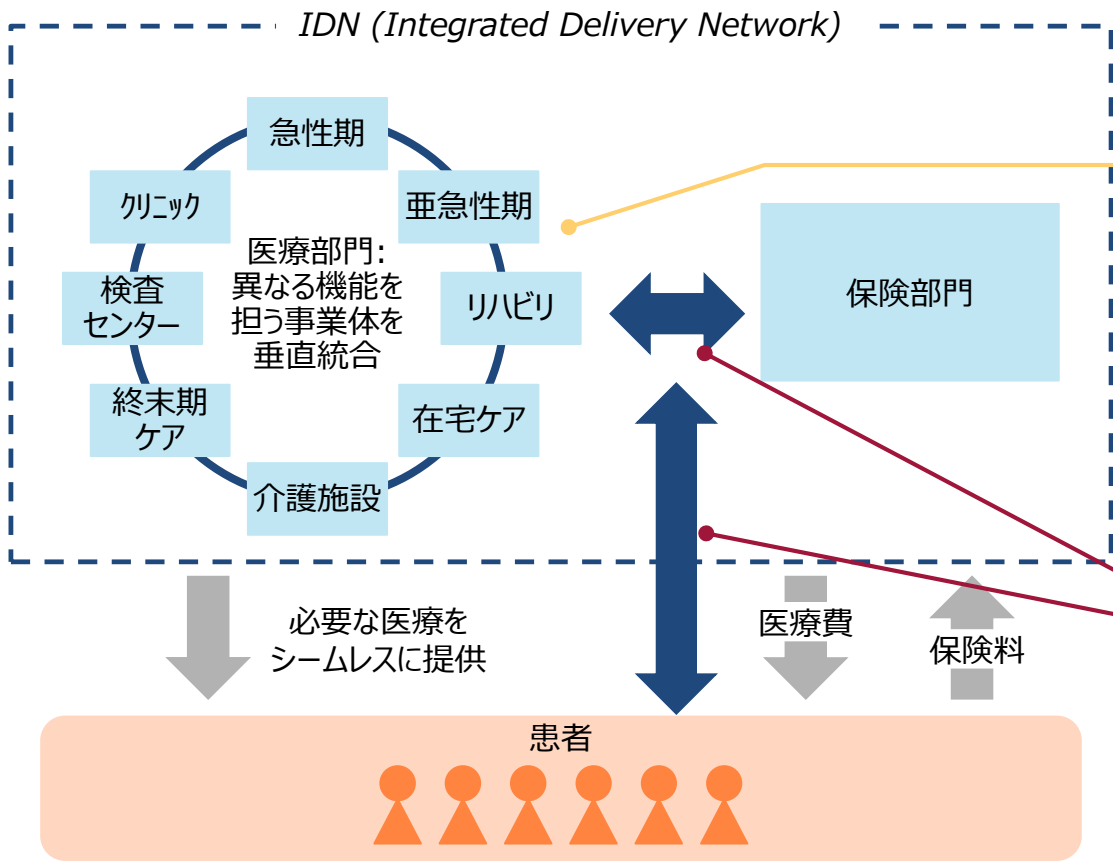 IDN (Integrated Delivery Network)
急性期
クリニック
亜急性期
医療部門:
異なる機能を
担う事業体を
垂直統合
検査
センター
リハビリ
保険部門
終末期
ケア
在宅ケア
介護施設
必要な医療を
シームレスに提供
医療費
保険料
患者